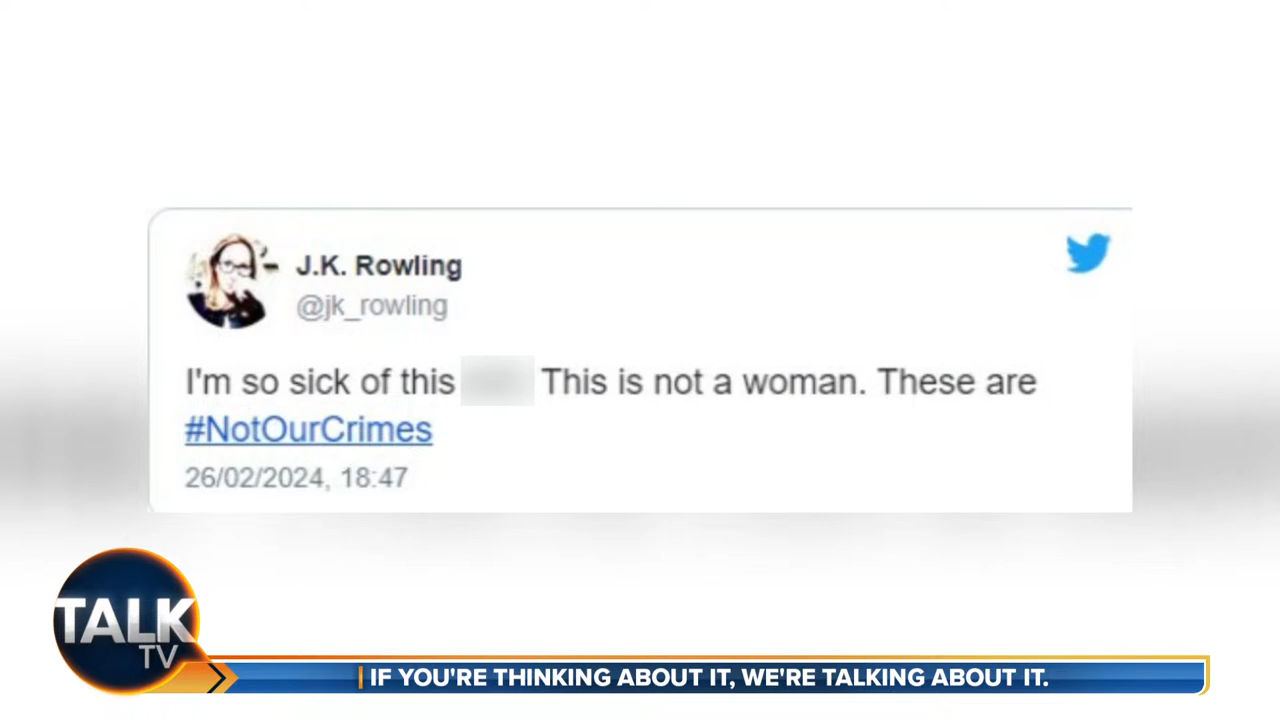 J.K. Rowling
@jk_rowling
I'm so sick of this This is not a woman. These are
#NotOurCrimes
26/02/2024, 18:47
TALK
TV
IF YOU'RE THINKING ABOUT IT, WE'RE TALKING ABOUT IT.